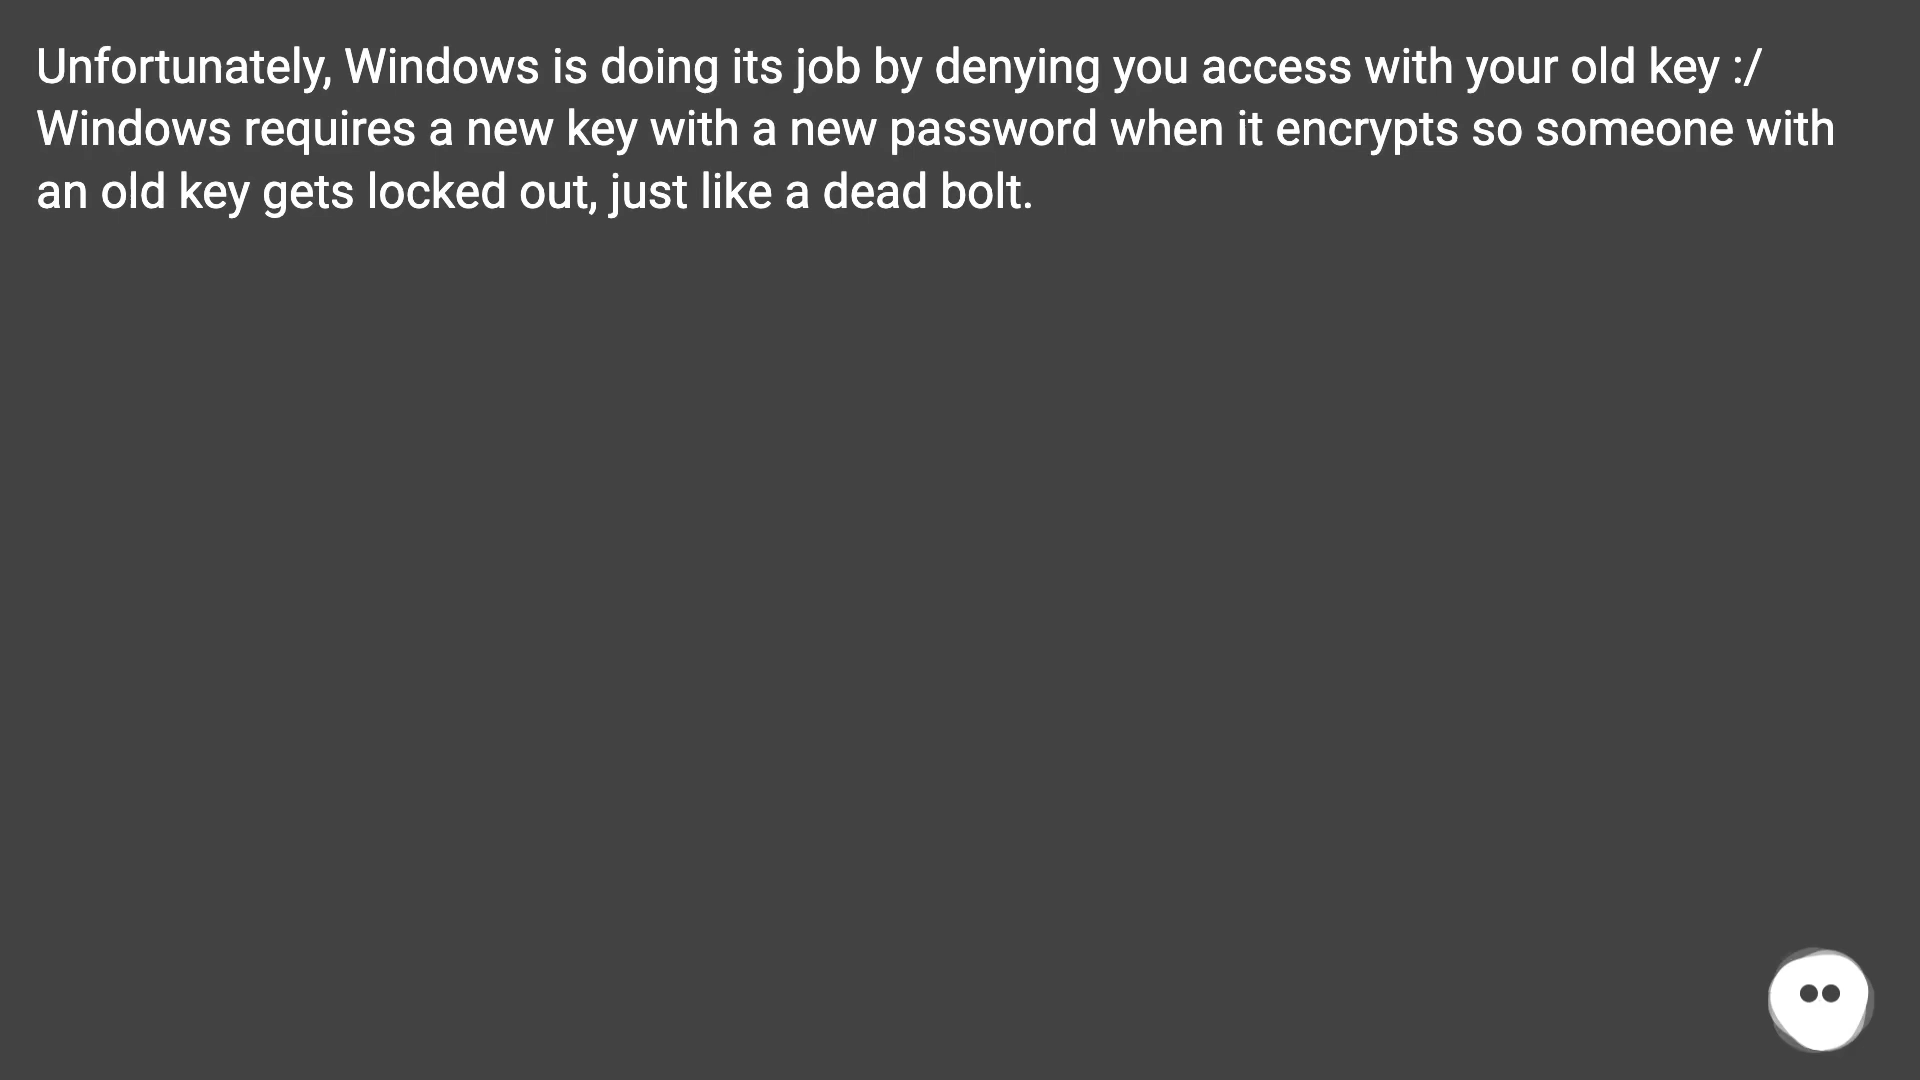 Unfortunately, Windows is doing its job by denying you access with your old key :/
Windows requires a new key with a new password when it encrypts so someone with
an old key gets locked out, just like a dead bolt.